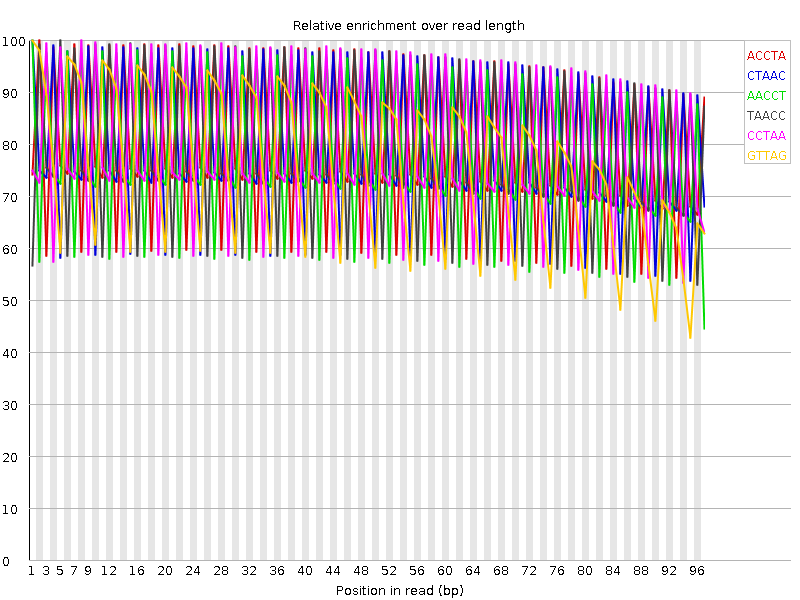 Relative enrichment over read length
100
90
80
70
60
50
40
30
20
10
0
ACCTA
CTAAC
AACCT
TAACC
CCTAA
GTTAG
1 3 5 7 9 12 16 20 24 28 32 36 40 44 48 52 56 60 64 68 72 76 80 84 88 92 96
Position in read (bp)